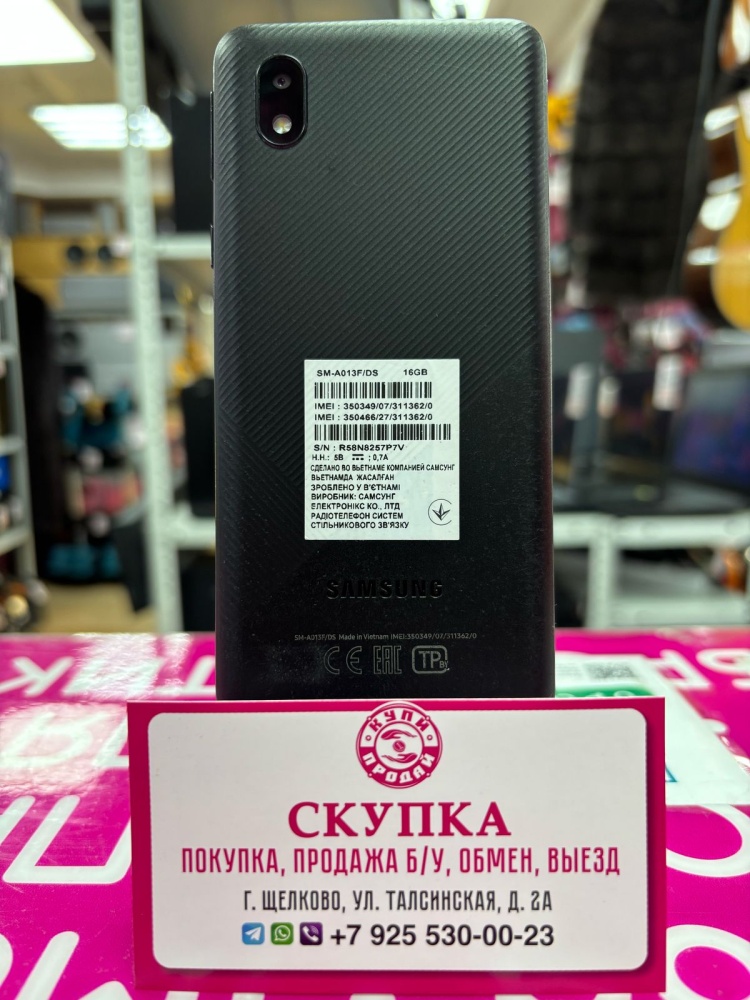 SM-A013F/DS 16GB
IMEI : 350349/07/311362/0
IMEI : 350466/27/311362/0
S/N : R58N8257P7V
Н.Н.: 5В ; 0,7А
СДЕЛАНО ВО ВЬЕТНАМЕ КОМПАНИЕЙ САМСУНГ
ВЬЕТНАМДА ЖАСАЛҒАН
ЗРОБЛЕНО У В'ЄТНАМІ
ВИРОБНИК: САМСУНГ
ЕЛЕКТРОНІКС КО., ЛТД
РАДІОТЕЛЕФОН СИСТЕМ
СТІЛЬНИКОВОГО ЗВ'ЯЗКУ
SAMSUNG
SM-A013F/DS Made in Vietnam IMEI:350349/07/311362/0
CE EAC TP BY
КУПИ
ПРОДАЙ
СКУПКА
ПОКУПКА, ПРОДАЖА Б/У, ОБМЕН, ВЫЕЗД
Г. ЩЕЛКОВО, УЛ. ТАЛСИНСКАЯ, Д. 2А
+7 925 530-00-23